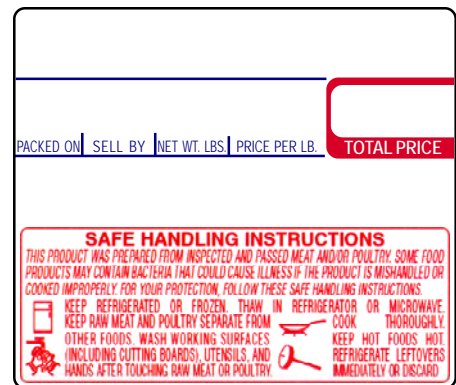 PACKED ON SELL BY NET WT. LBS. PRICE PER LB. TOTAL PRICE
SAFE HANDLING INSTRUCTIONS
THIS PRODUCT WAS PREPARED FROM INSPECTED AND PASSED MEAT AND/OR POULTRY. SOME FOOD
PRODUCTS MAY CONTAIN BACTERIA THAT COULD CAUSE ILLNESS IF THE PRODUCT IS MISHANDLED OR
COOKED IMPROPERLY. FOR YOUR PROTECTION, FOLLOW THESE SAFE HANDLING INSTRUCTIONS.
KEEP REFRIGERATED OR FROZEN. THAW IN REFRIGERATOR OR MICROWAVE.
KEEP RAW MEAT AND POULTRY SEPARATE FROM
OTHER FOODS. WASH WORKING SURFACES
(INCLUDING CUTTING BOARDS), UTENSILS, AND
HANDS AFTER TOUCHING RAW MEAT OR POULTRY.
COOK THOROUGHLY.
KEEP HOT FOODS HOT.
REFRIGERATE LEFTOVERS
IMMEDIATELY OR DISCARD.